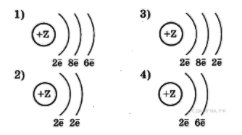 1) 3)
+Z +Z
2ē 8ē 6ē 2ē 8ē 2ē
2) 4)
+Z +Z
2ē 2ē 2ē 6ē